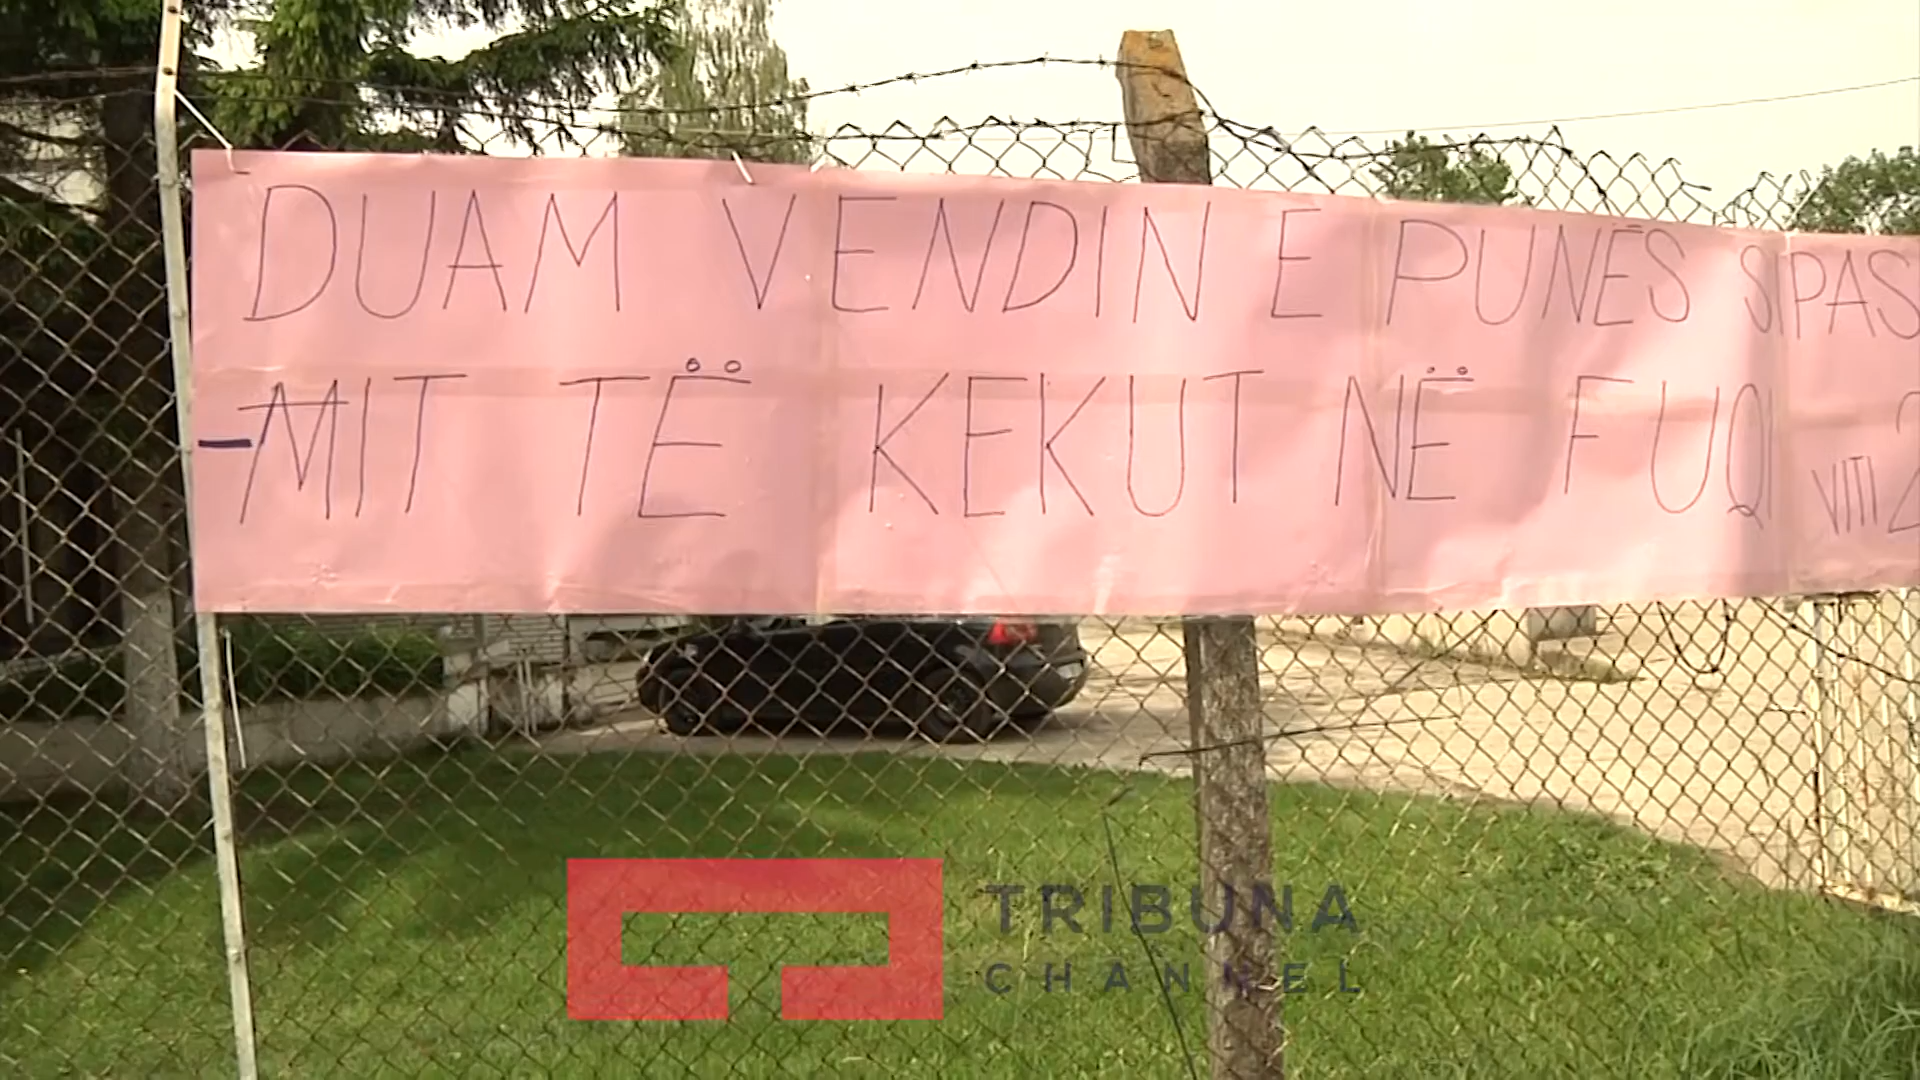 DUAM VENDIN E PUNËS SIPAS
-MIT TË KEKUT NË FUQI VITI 2
TRIBUNA
CHANNEL